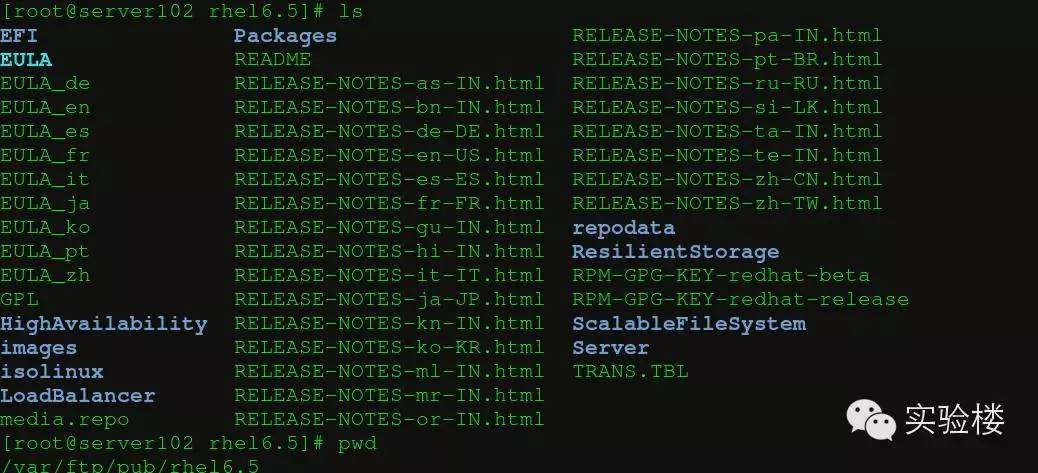 [root@server102 rhel6.5]# ls
EFI Packages RELEASE-NOTES-pa-IN.html
EULA README RELEASE-NOTES-pt-BR.html
EULA_de RELEASE-NOTES-as-IN.html RELEASE-NOTES-ru-RU.html
EULA_en RELEASE-NOTES-bn-IN.html RELEASE-NOTES-si-LK.html
EULA_es RELEASE-NOTES-de-DE.html RELEASE-NOTES-ta-IN.html
EULA_fr RELEASE-NOTES-en-US.html RELEASE-NOTES-te-IN.html
EULA_it RELEASE-NOTES-es-ES.html RELEASE-NOTES-zh-CN.html
EULA_ja RELEASE-NOTES-fr-FR.html RELEASE-NOTES-zh-TW.html
EULA_ko RELEASE-NOTES-gu-IN.html repodata
EULA_pt RELEASE-NOTES-hi-IN.html ResilientStorage
EULA_zh RELEASE-NOTES-it-IT.html RPM-GPG-KEY-redhat-beta
GPL RELEASE-NOTES-ja-JP.html RPM-GPG-KEY-redhat-release
HighAvailability RELEASE-NOTES-kn-IN.html ScalableFileSystem
images RELEASE-NOTES-ko-KR.html Server
isolinux RELEASE-NOTES-ml-IN.html TRANS.TBL
LoadBalancer RELEASE-NOTES-mr-IN.html
media.repo RELEASE-NOTES-or-IN.html
[root@server102 rhel6.5]# pwd
/var/ftp/pub/rhel6.5
实验楼